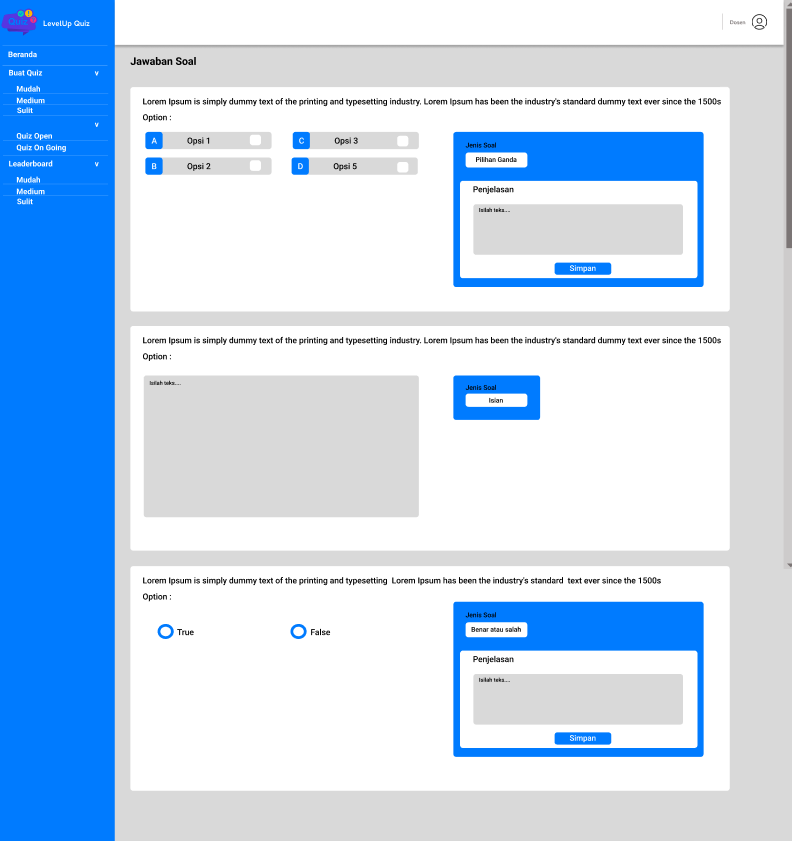 Quiz
LevelUp Quiz
Dosen
Beranda
Buat Quiz
Mudah
Medium
Sulit
Quiz Open
Quiz On Going
Leaderboard
Mudah
Medium
Sulit
Jawaban Soal
Lorem Ipsum is simply dummy text of the printing and typesetting industry. Lorem Ipsum has been the industry's standard dummy text ever since the 1500s
Option :
A Opsi 1
C Opsi 3
B Opsi 2
D Opsi 5
Jenis Soal
Pilihan Ganda
Penjelasan
Isilah teks....
Simpan
Lorem Ipsum is simply dummy text of the printing and typesetting industry. Lorem Ipsum has been the industry's standard dummy text ever since the 1500s
Option :
Isilah teks....
Jenis Soal
Isian
Lorem Ipsum is simply dummy text of the printing and typesetting Lorem Ipsum has been the industry's standard text ever since the 1500s
Option :
True
False
Jenis Soal
Benar atau salah
Penjelasan
Isilah teks....
Simpan